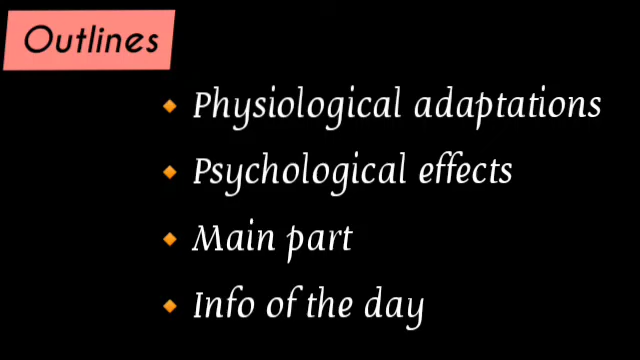 Outlines
Physiological adaptations
Psychological effects
Main part
Info of the day